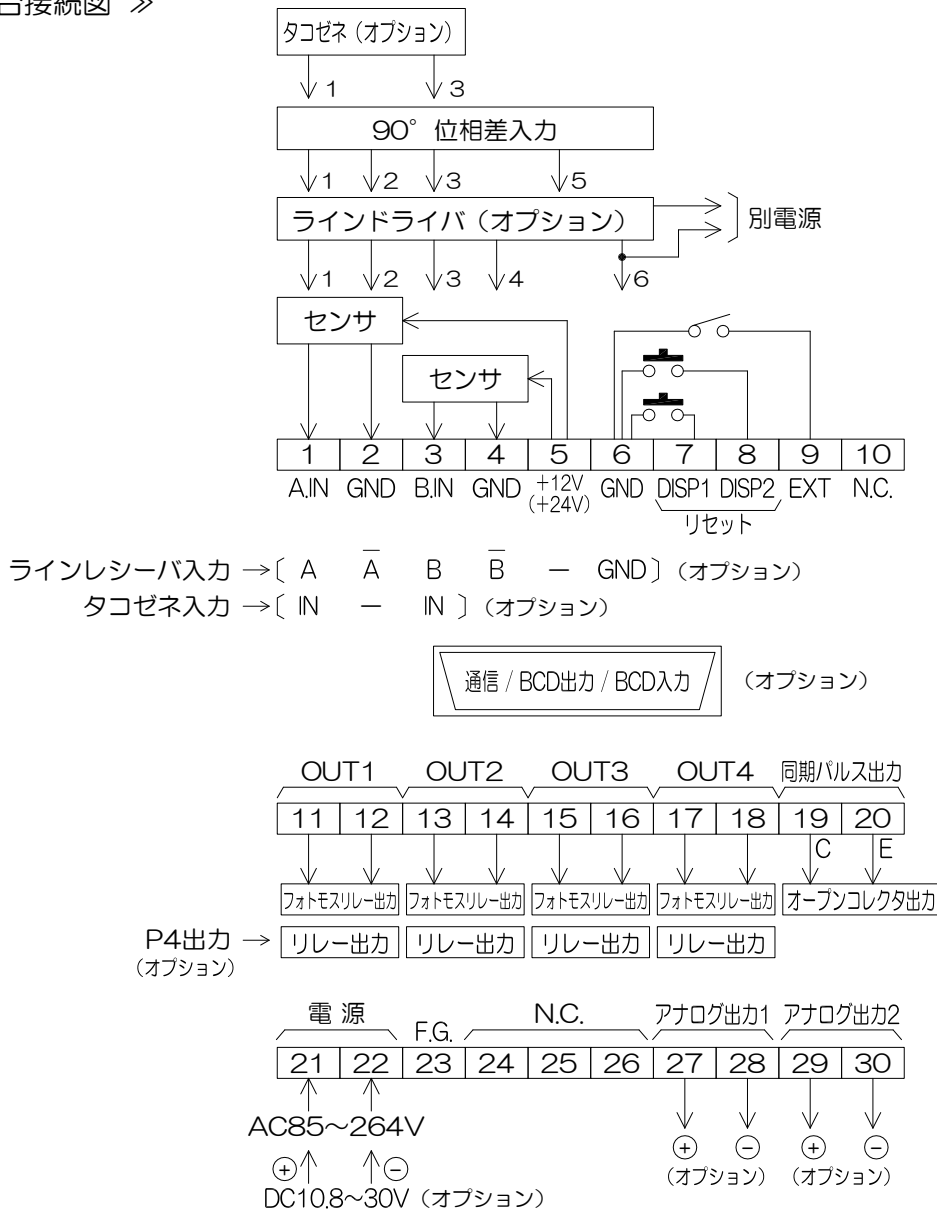 台接続図 ≫
タコゼネ（オプション）
1 3
90° 位相差入力
1 2 3 5
ラインドライバ（オプション）
別電源
1 2 3 4 6
センサ
センサ
1 2 3 4 5 6 7 8 9 10
A.IN GND B.IN GND +12V (+24V) GND DISP1 DISP2 EXT N.C.
リセット
ラインレシーバ入力 →〔 A A̅ B B̅ － GND〕（オプション）
タコゼネ入力 →〔 IN － IN 〕（オプション）
通信 / BCD出力 / BCD入力 （オプション）
OUT1 OUT2 OUT3 OUT4 同期パルス出力
11 12 13 14 15 16 17 18 19 20
C E
フォトモスリレー出力 フォトモスリレー出力 フォトモスリレー出力 フォトモスリレー出力 オープンコレクタ出力
P4出力 → リレー出力 リレー出力 リレー出力 リレー出力
（オプション）
電 源 F.G. N.C. アナログ出力1 アナログ出力2
21 22 23 24 25 26 27 28 29 30
AC85～264V
⊕ ⊖ ⊕ ⊖
（オプション） （オプション）
⊕ ⊖
DC10.8～30V（オプション）